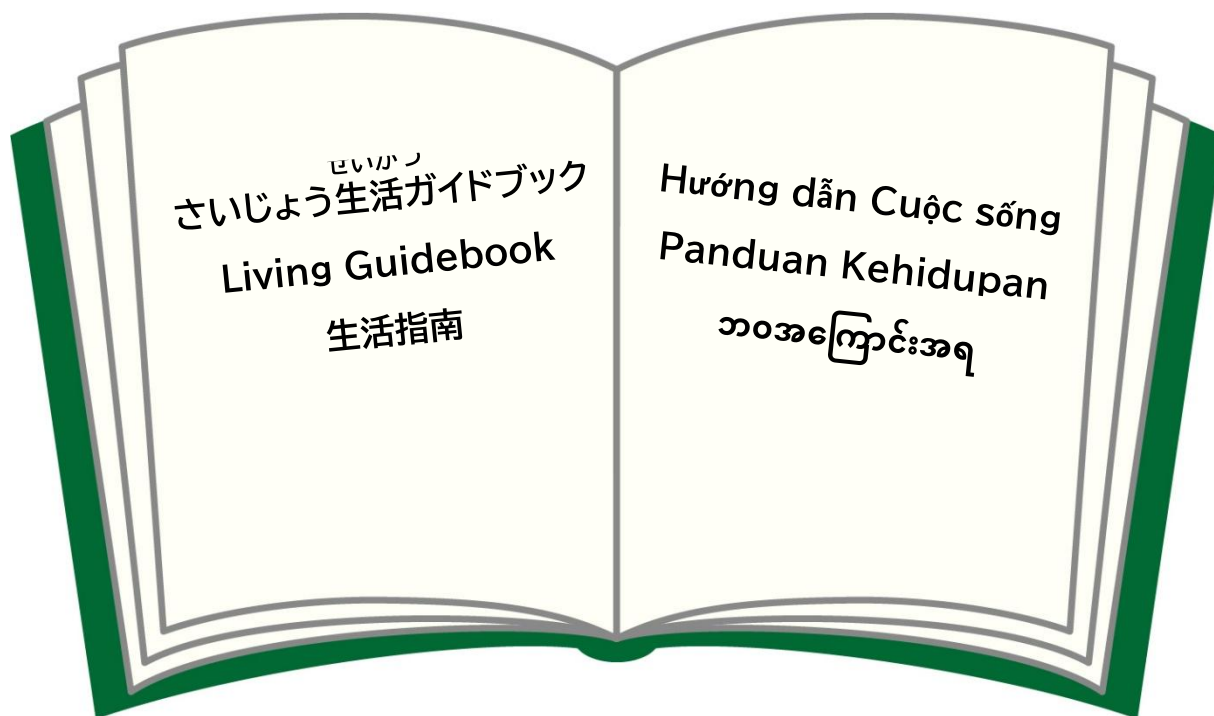 せいかつ
さいじょう生活ガイドブック
Living Guidebook
生活指南
Hướng dẫn Cuộc sống
Panduan Kehidupan
ဘဝအကြောင်းအရ